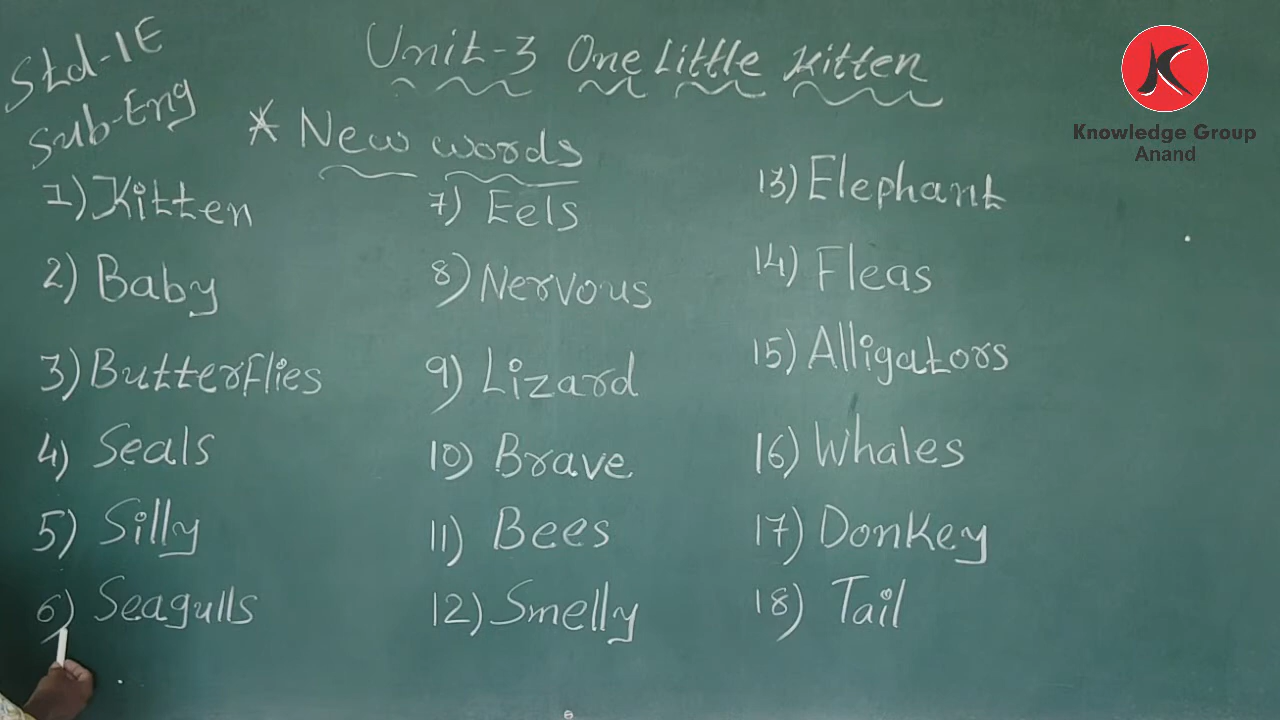 Std-1E
Sub-Eng
Unit-3 One Little Kitten
* New words
1) Kitten
2) Baby
3) Butterflies
4) Seals
5) Silly
6) Seagulls
7) Eels
8) Nervous
9) Lizard
10) Brave
11) Bees
12) Smelly
13) Elephant
14) Fleas
15) Alligators
16) Whales
17) Donkey
18) Tail
K
Knowledge Group
Anand